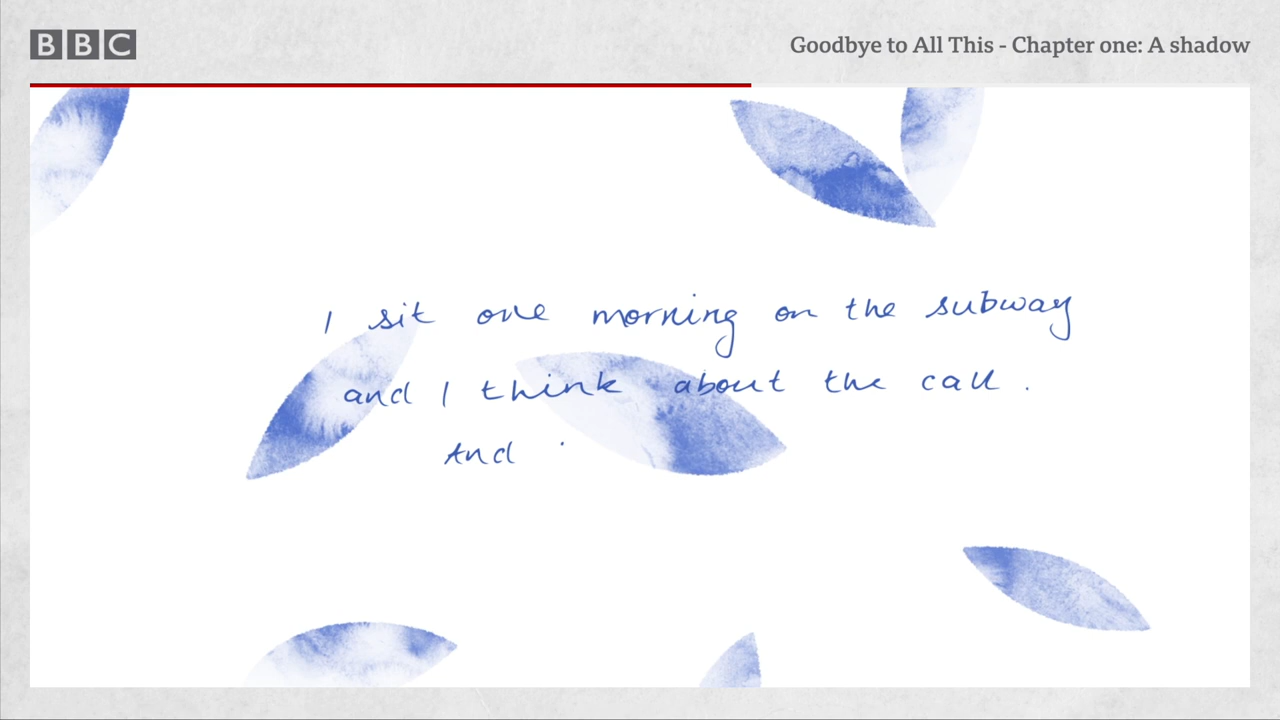 BBC
Goodbye to All This - Chapter one: A shadow
I sit one morning on the subway
and I think about the call.
And